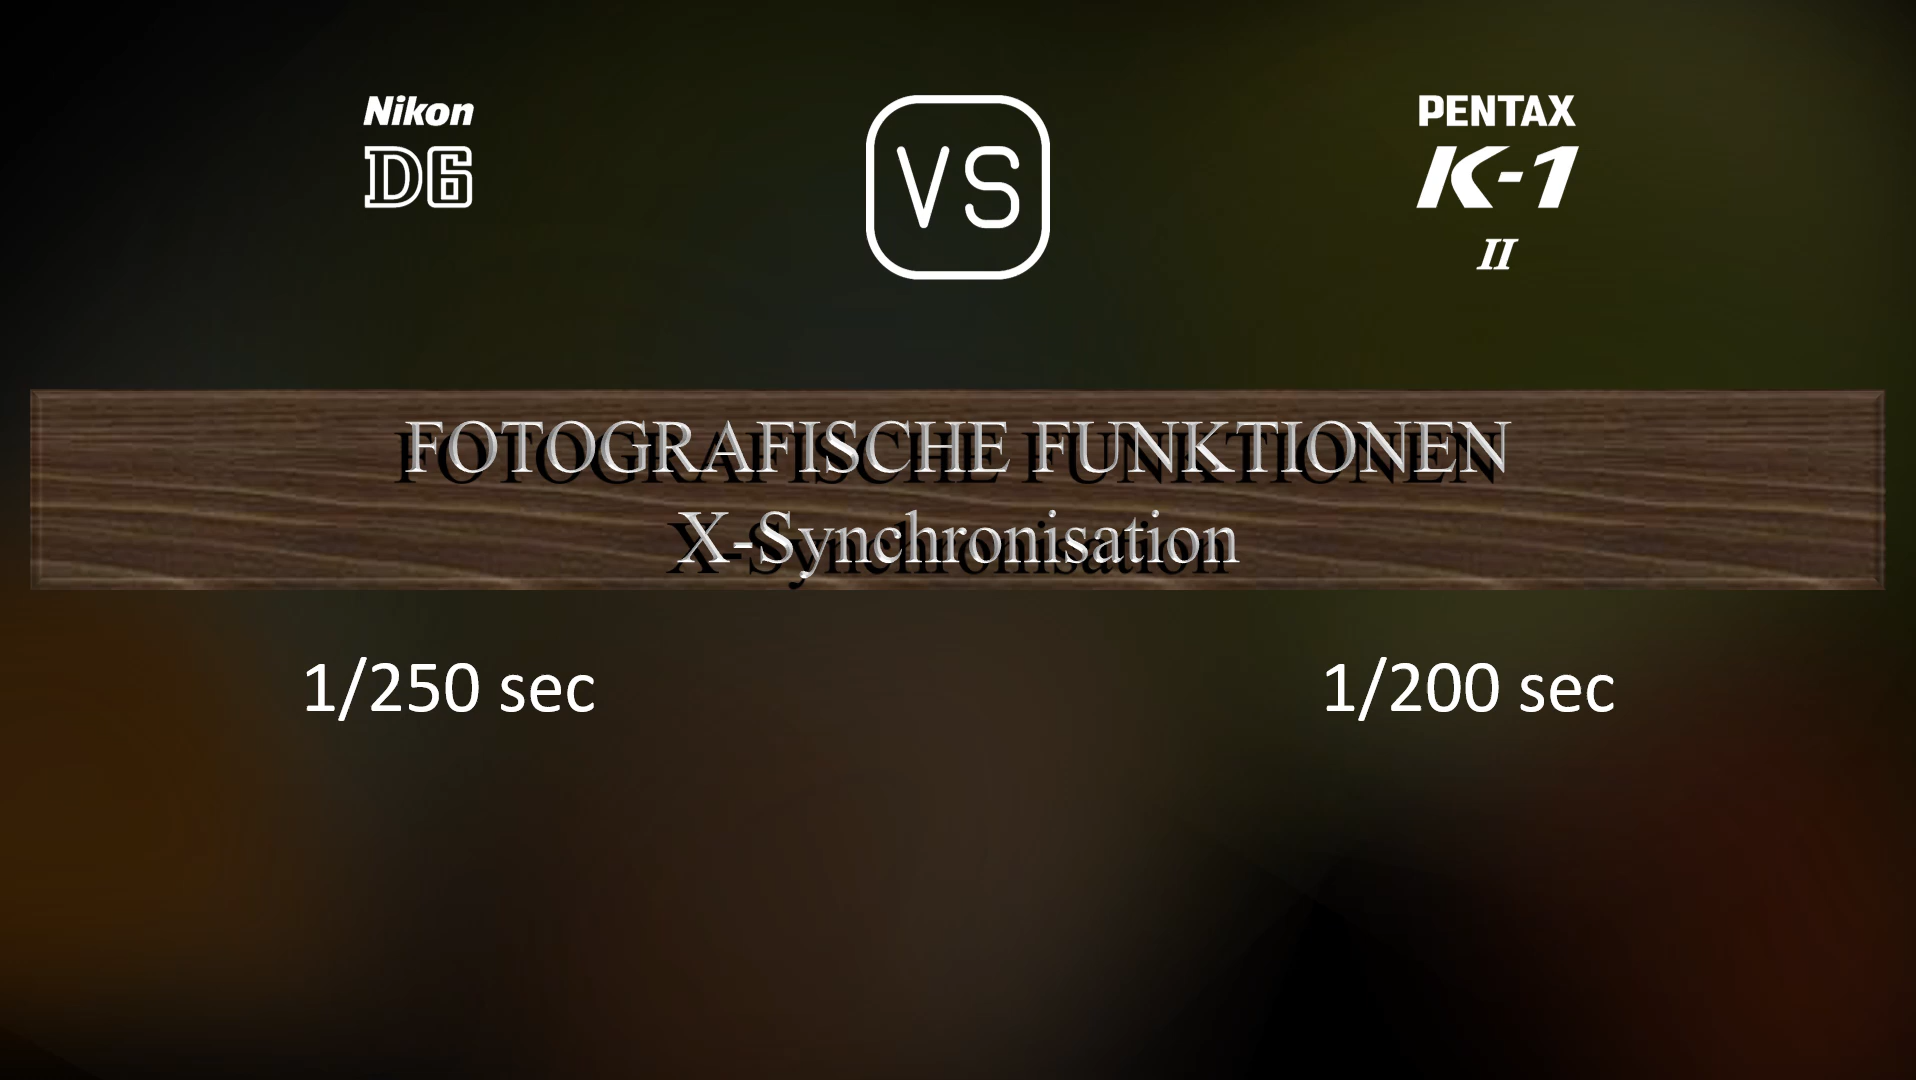 Nikon
D6
VS
PENTAX
K-1
II
FOTOGRAFISCHE FUNKTIONEN
X-Synchronisation
1/250 sec
1/200 sec